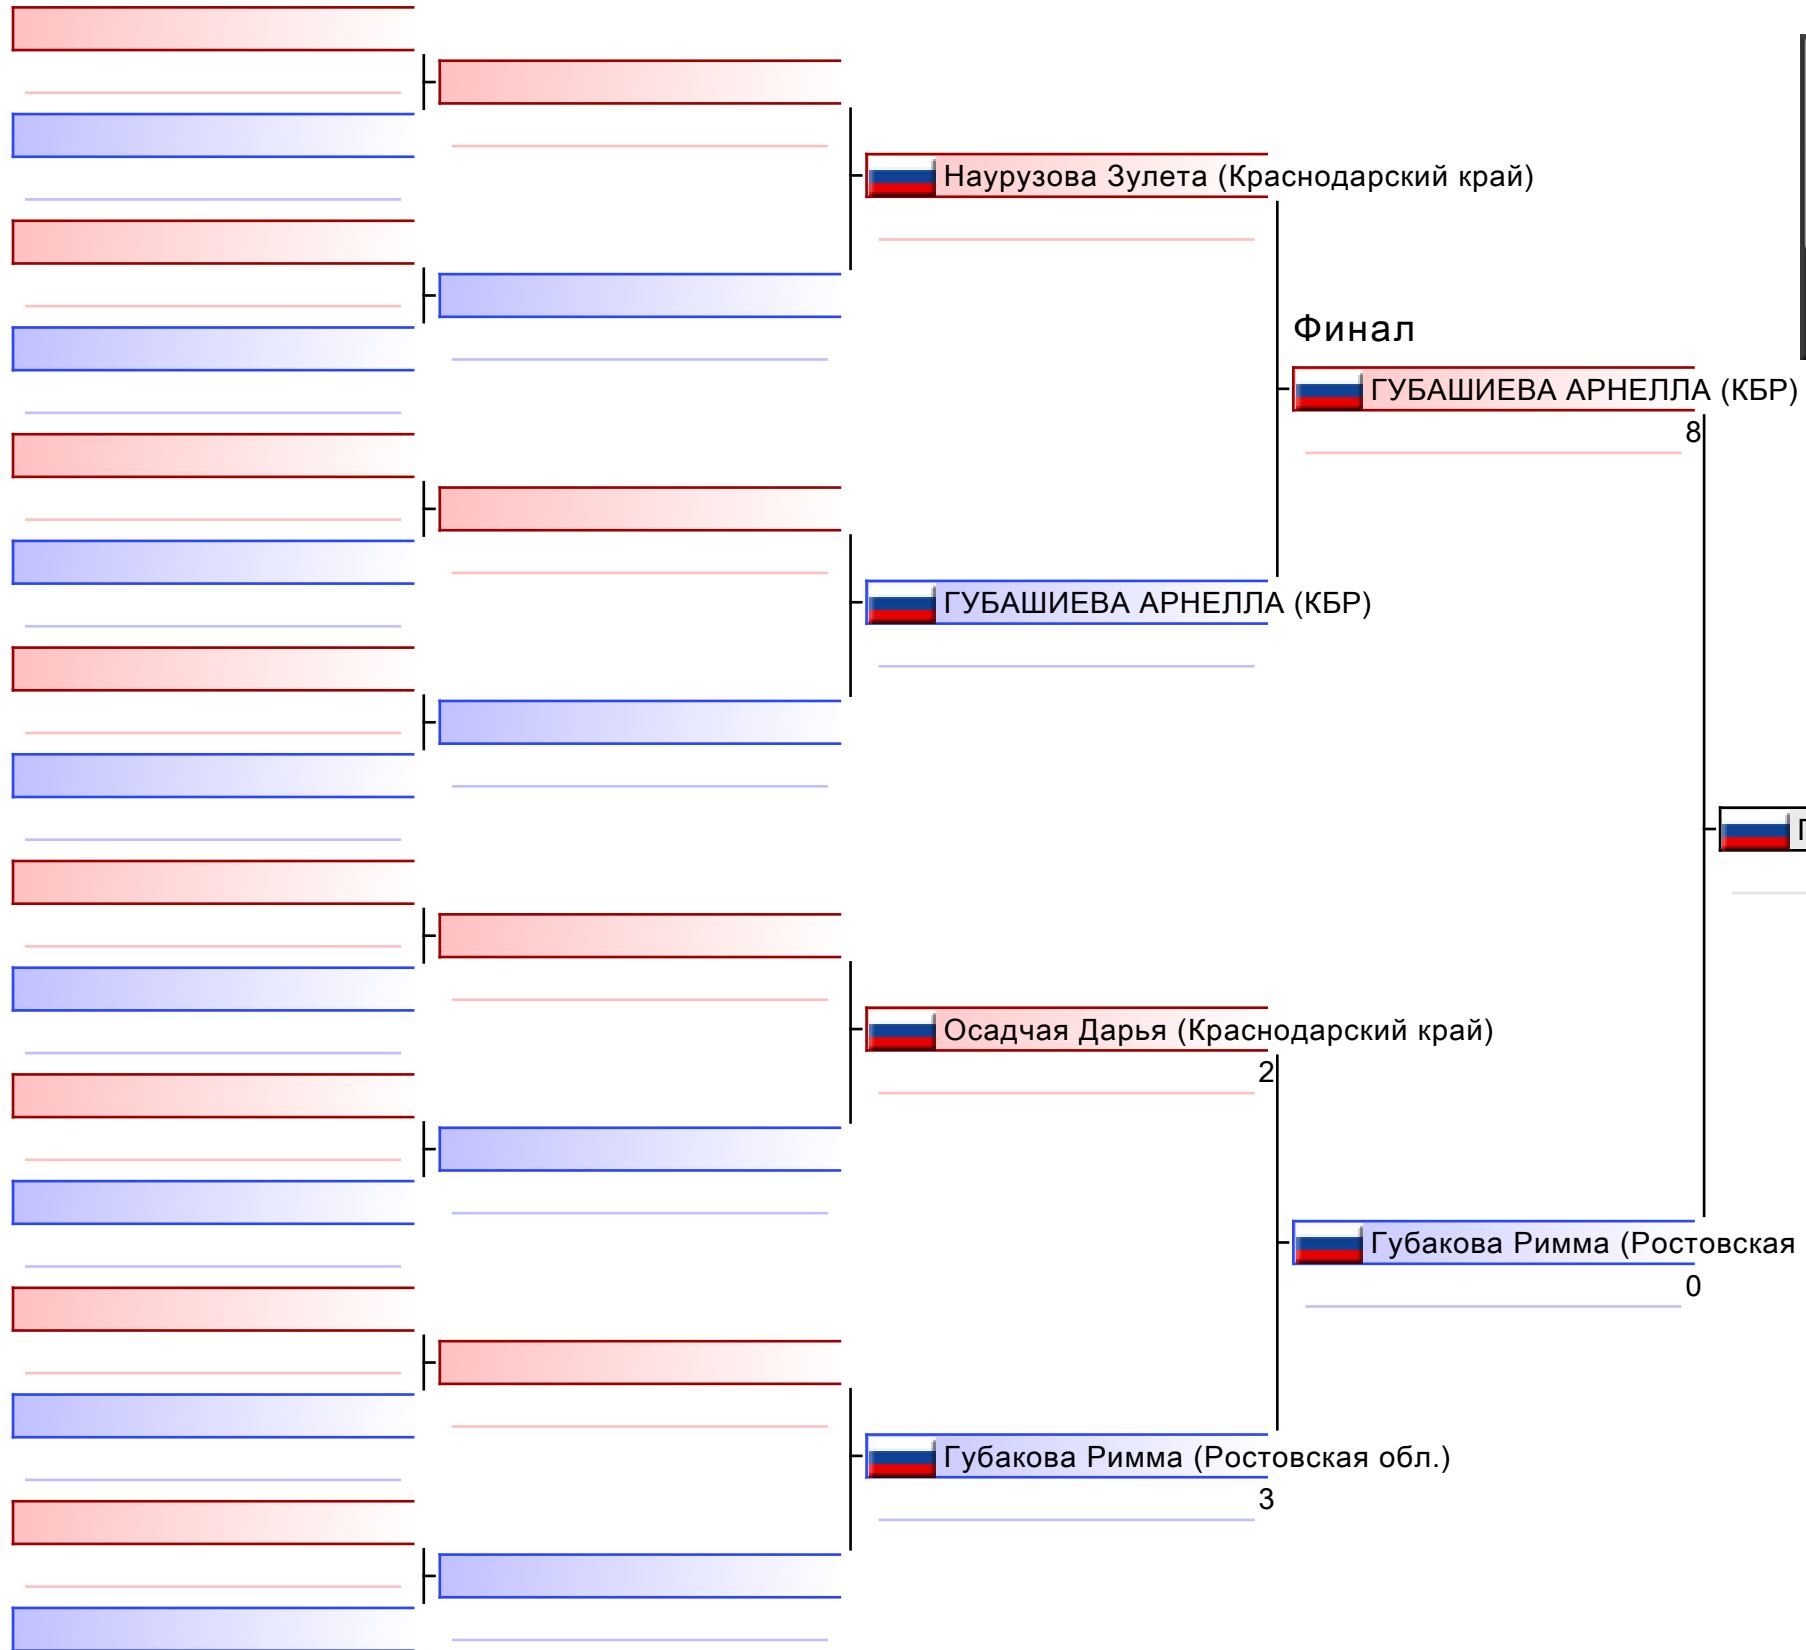 Наурузова Зулета (Краснодарский край)
Финал
ГУБАШИЕВА АРНЕЛЛА (КБР)
8
ГУБАШИЕВА АРНЕЛЛА (КБР)
Осадчая Дарья (Краснодарский край)
2
Губакова Римма (Ростовская
0
Губакова Римма (Ростовская обл.)
3